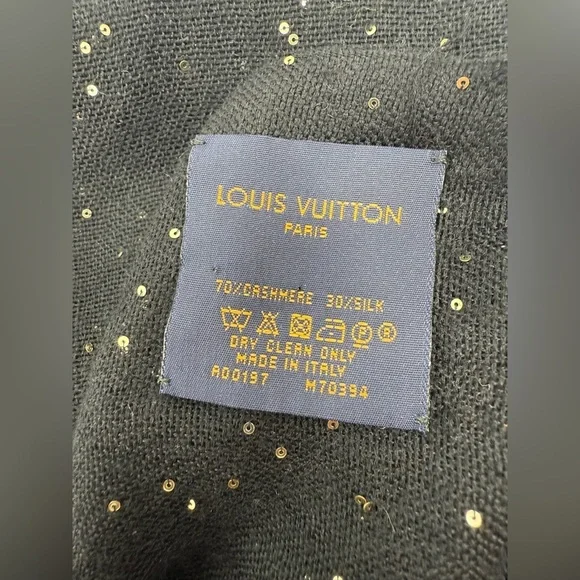 LOUIS VUITTON
PARIS
70%CASHMERE 30%SILK
DRY CLEAN ONLY
MADE IN ITALY
A00197 M70394